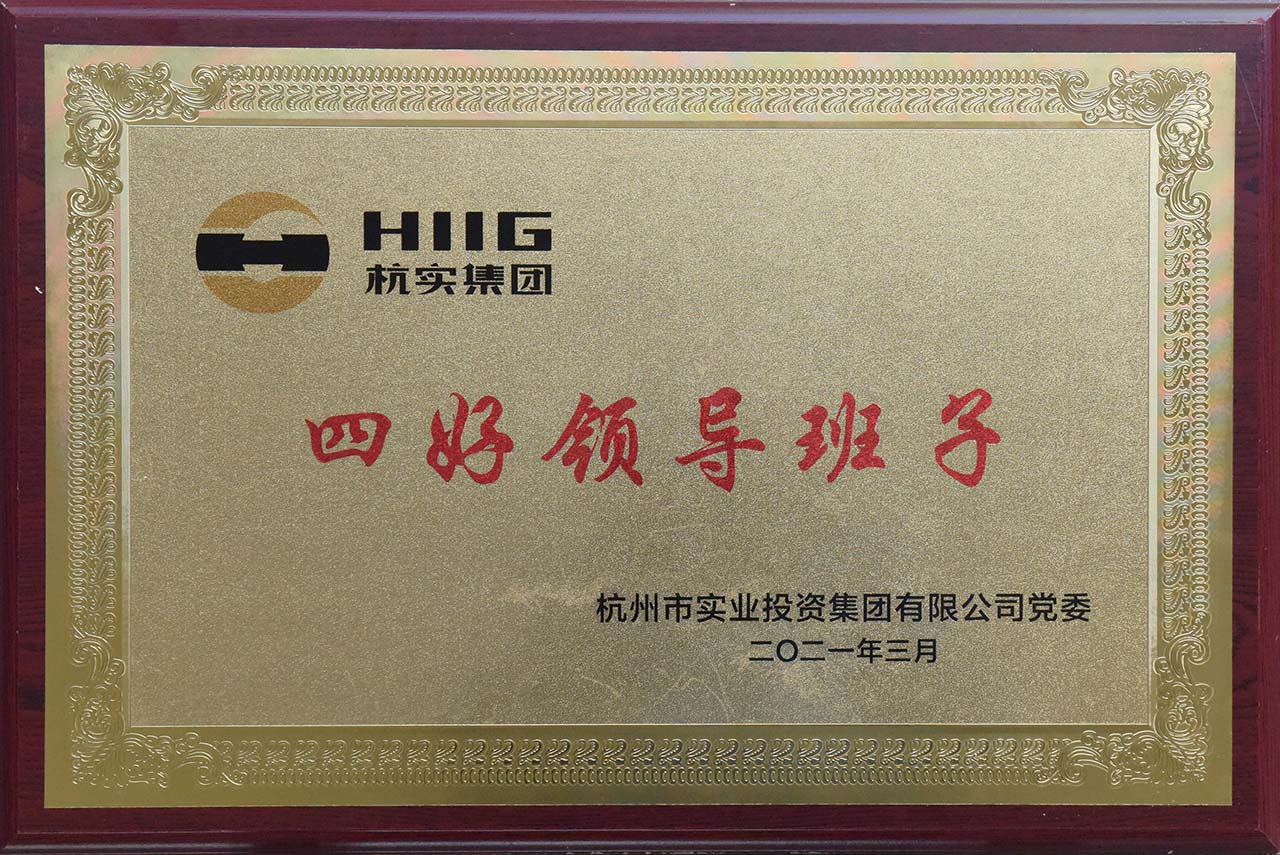 HIIG
杭实集团
四好领导班子
杭州市实业投资集团有限公司党委
二〇二一年三月